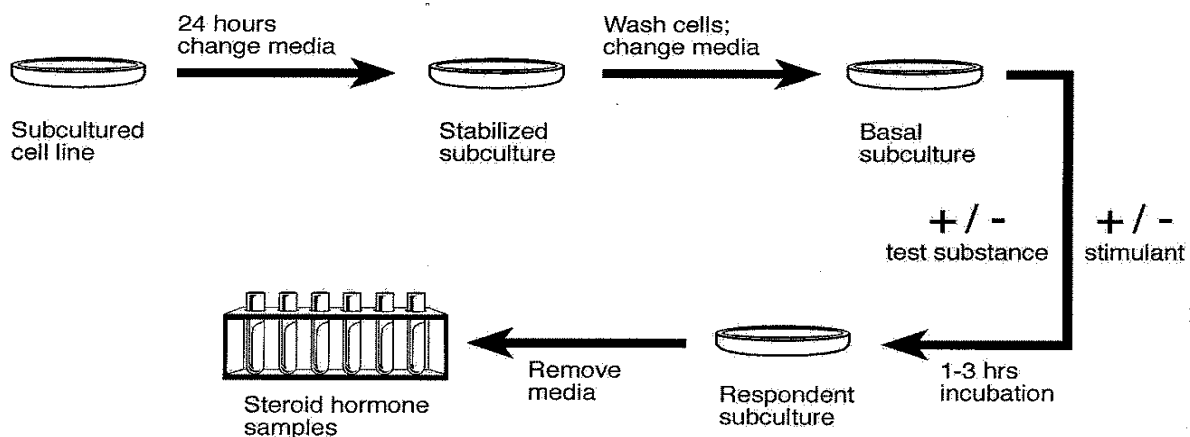 24 hours
change media
Wash cells;
change media
Subcultured
cell line
Stabilized
subculture
Basal
subculture
+ / -
test substance
+ / -
stimulant
1-3 hrs
incubation
Respondent
subculture
Remove
media
Steroid hormone
samples